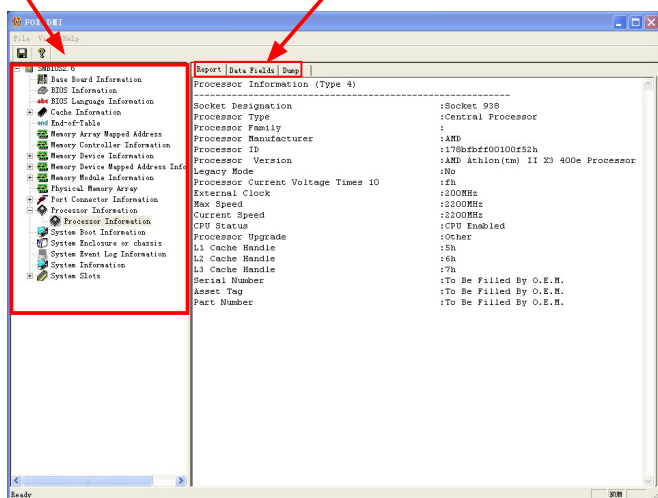 FOX DMI
File View Help
SMBIOS2.6
Base Board Information
BIOS Information
abc BIOS Language Information
Cache Information
end End-of-Table
Memory Array Mapped Address
Memory Controller Information
Memory Device Information
Memory Device Mapped Address Info
Memory Module Information
Physical Memory Array
Port Connector Information
Processor Information
Processor Information
System Boot Information
System Enclosure or chassis
System Event Log Information
System Information
System Slots
Report Data Fields Dump
Processor Information (Type 4)
Socket Designation :Socket 938
Processor Type :Central Processor
Processor Family :
Processor Manufacturer :AMD
Processor ID :178bfbff00100f52h
Processor Version :AMD Athlon(tm) II X3 400e Processor
Legacy Mode :No
Processor Current Voltage Times 10 :fh
External Clock :200MHz
Max Speed :2200MHz
Current Speed :2200MHz
CPU Status :CPU Enabled
Processor Upgrade :Other
L1 Cache Handle :5h
L2 Cache Handle :6h
L3 Cache Handle :7h
Serial Number :To Be Filled By O.E.M.
Asset Tag :To Be Filled By O.E.M.
Part Number :To Be Filled By O.E.M.
Ready NUM